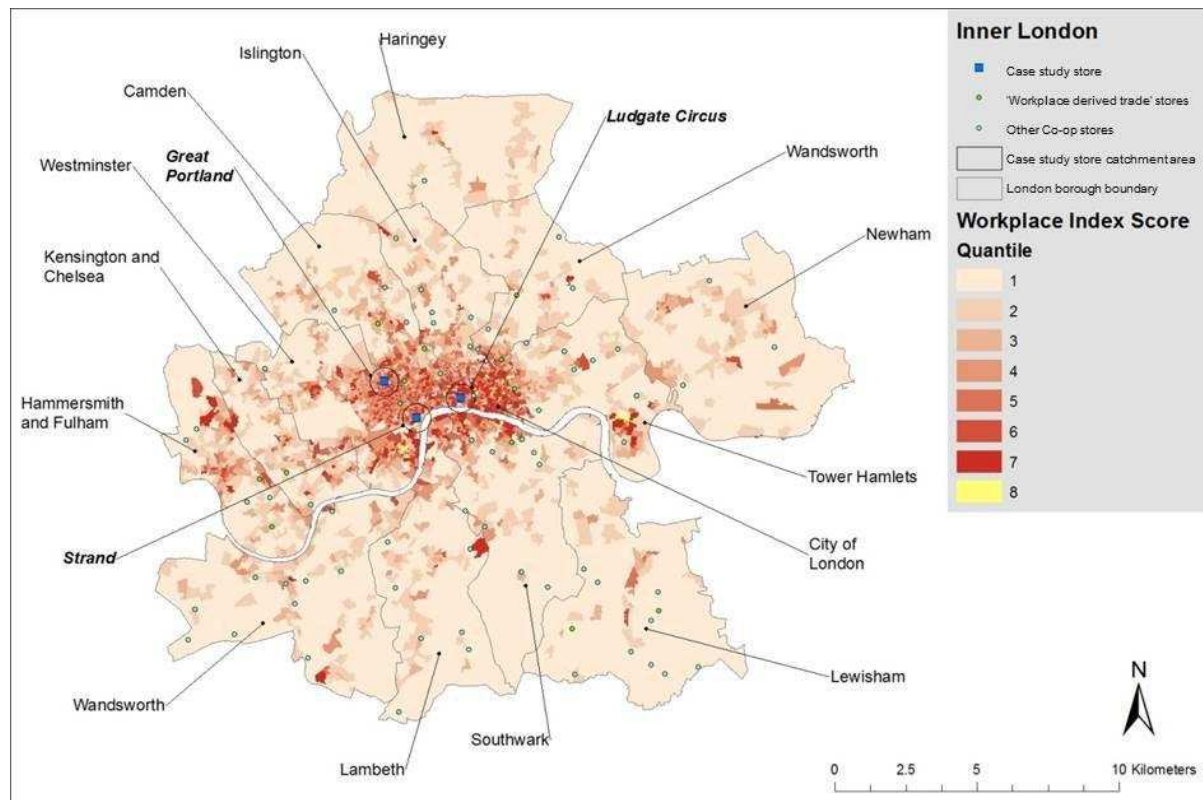 Haringey
Islington
Camden
Ludgate Circus
Great
Portland
Westminster
Wandsworth
Kensington and
Chelsea
Newham
Hammersmith
and Fulham
Tower Hamlets
Strand
City of
London
Wandsworth
Lewisham
Southwark
Lambeth
Inner London
Case study store
'Workplace derived trade' stores
Other Co-op stores
Case study store catchment area
London borough boundary
Workplace Index Score
Quantile
1
2
3
4
5
6
7
8
N
0 2.5 5 10 Kilometers